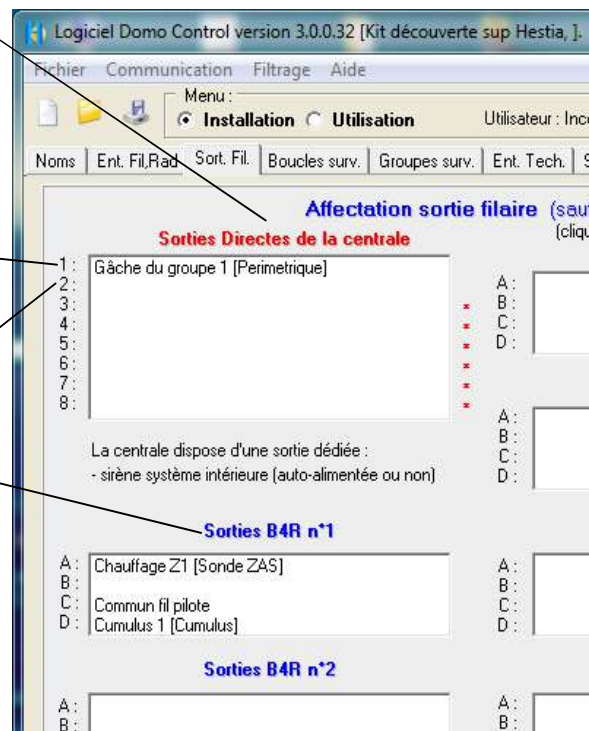 Logiciel Domo Control version 3.0.0.32 [Kit découverte sup Hestia, ].
Fichier Communication Filtrage Aide
Menu :
Installation Utilisation
Utilisateur : Inc
Noms Ent. Fil,Rad Sort. Fil. Boucles surv. Groupes surv. Ent. Tech. S
Affectation sortie filaire (sau
(cliqu
Sorties Directes de la centrale
1 : Gâche du groupe 1 [Perimetrique]
2 :
3 : *
4 : *
5 : *
6 : *
7 : *
8 : *
A :
B :
C :
D :
A :
B :
C :
D :
La centrale dispose d'une sortie dédiée :
- sirène système intérieure (auto-alimentée ou non)
Sorties B4R n°1
A : Chauffage Z1 [Sonde ZAS]
B :
C : Commun fil pilote
D : Cumulus 1 [Cumulus]
A :
B :
C :
D :
Sorties B4R n°2
A :
B :
A :
B :